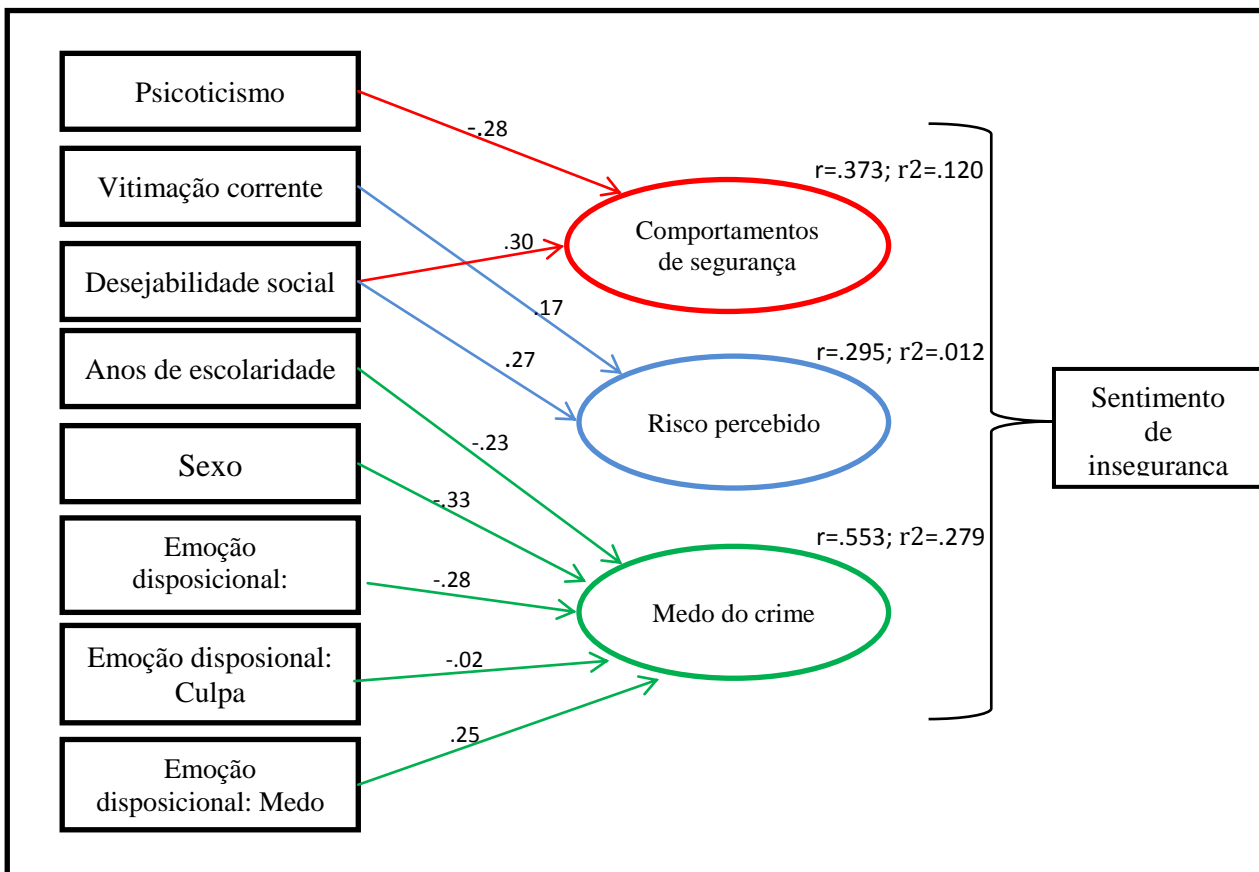 Psicoticismo
-.28
r=.373; r2=.120
Vitimação corrente
Comportamentos
de segurança
.30
Desejabilidade social
.17
.27
Anos de escolaridade
r=.295; r2=.012
Risco percebido
Sentimento
de
insegurança
-.23
Sexo
-.33
r=.553; r2=.279
Emoção
disposicional:
-.28
Medo do crime
Emoção disposional:
Culpa
-.02
.25
Emoção
disposicional: Medo